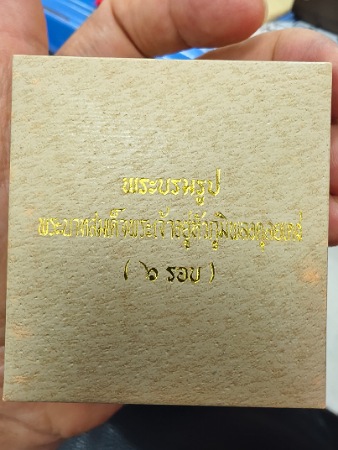 พระบรมรูป
พระบาทสมเด็จพระเจ้าอยู่หัวภูมิพลอดุลยเดช
( ๖ รอบ )